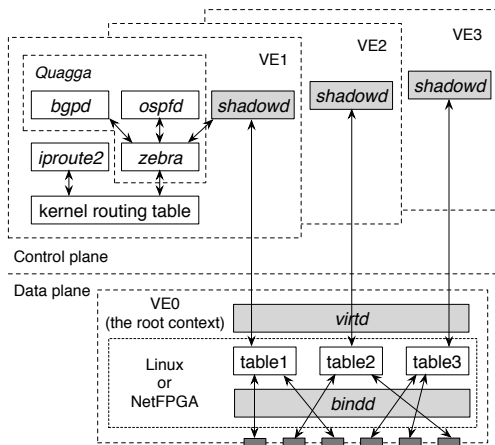 VE3
VE2
VE1
Quagga
bgpd
ospfd
shadowd
shadowd
shadowd
iproute2
zebra
kernel routing table
Control plane
Data plane
VE0
(the root context)
virtd
Linux
or
NetFPGA
table1
table2
table3
bindd